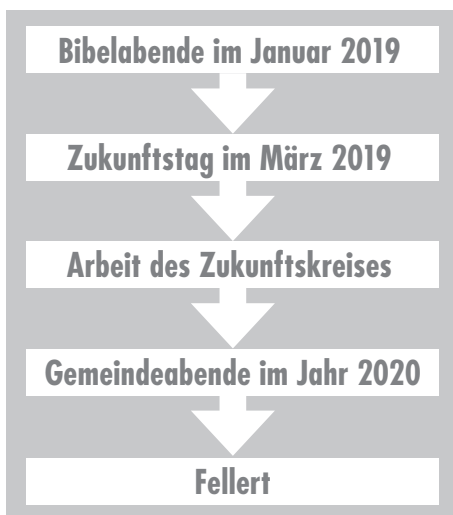 Bibelabende im Januar 2019
Zukunftstag im März 2019
Arbeit des Zukunftskreises
Gemeindeabende im Jahr 2020
Fellert